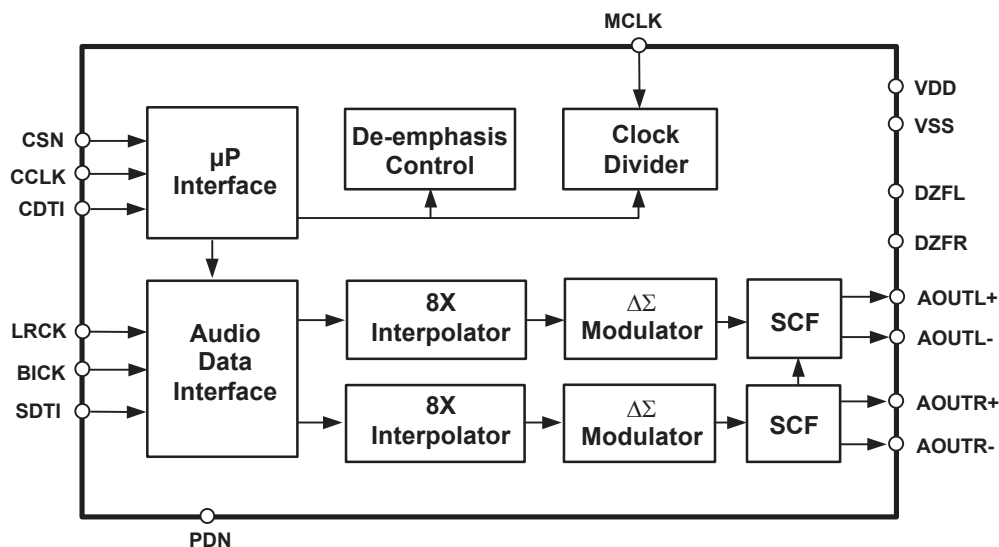 MCLK
VDD
VSS
DZFL
DZFR
CSN
CCLK
CDTI
µP
Interface
De-emphasis
Control
Clock
Divider
LRCK
BICK
SDTI
Audio
Data
Interface
8X
Interpolator
ΔΣ
Modulator
SCF
AOUTL+
AOUTL-
8X
Interpolator
ΔΣ
Modulator
SCF
AOUTR+
AOUTR-
PDN